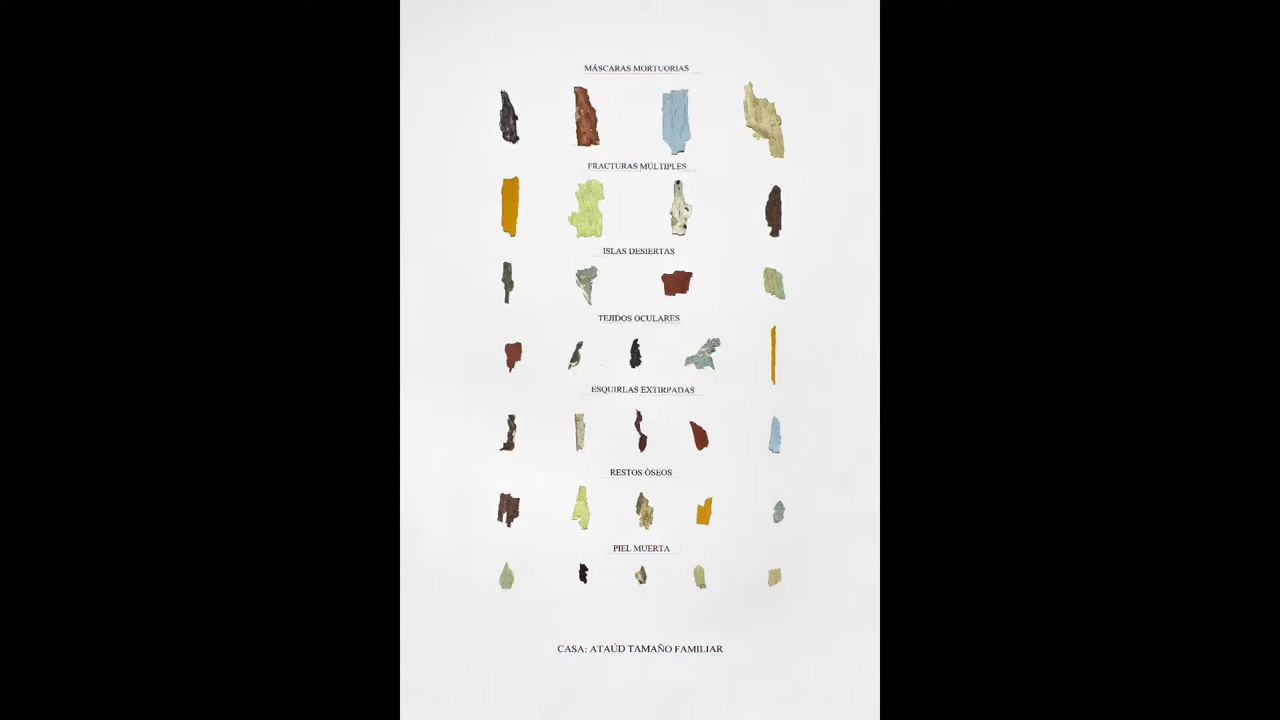 MÁSCARAS MORTUORIAS
FRACTURAS MÚLTIPLES
ISLAS DESIERTAS
TEJIDOS OCULARES
ESQUIRLAS EXTIRPADAS
RESTOS ÓSEOS
PIEL MUERTA
CASA: ATAÚD TAMAÑO FAMILIAR